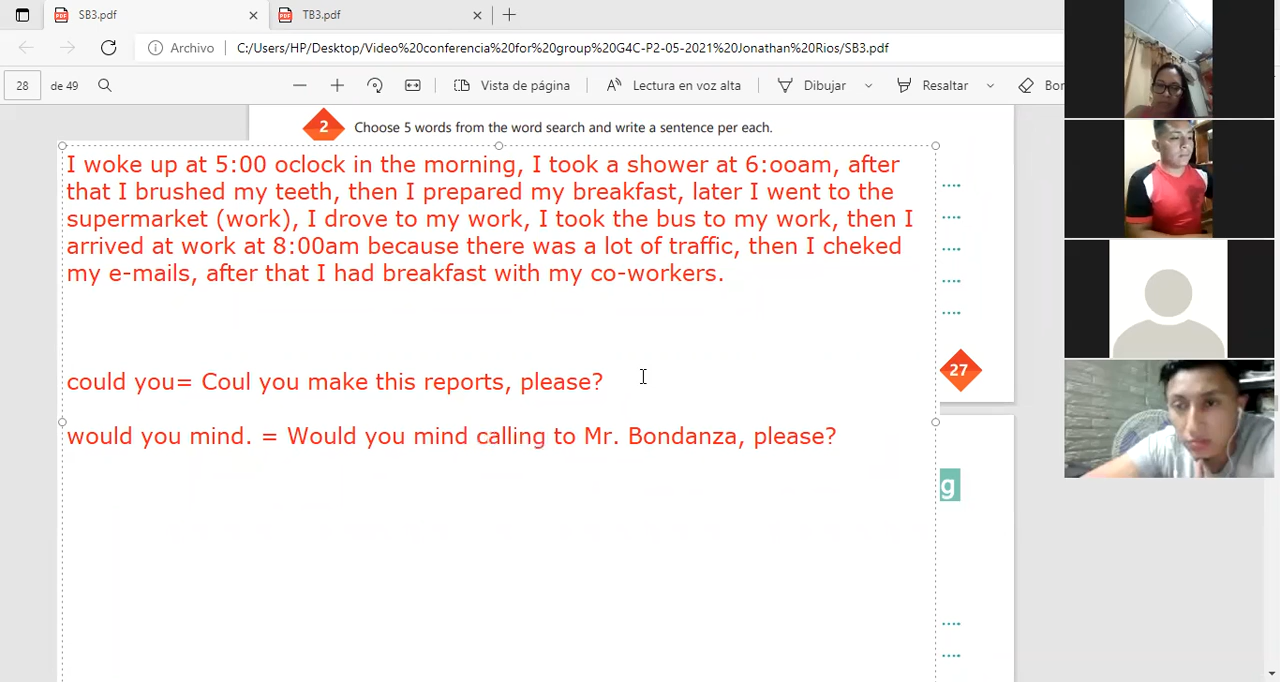 SB3.pdf
TB3.pdf
Archivo
C:/Users/HP/Desktop/Video%20conferencia%20for%20group%20G4C-P2-05-2021%20Jonathan%20Rios/SB3.pdf
28
de 49
Vista de página
Lectura en voz alta
Dibujar
Resaltar
2 Choose 5 words from the word search and write a sentence per each.
I woke up at 5:00 oclock in the morning, I took a shower at 6:ooam, after
that I brushed my teeth, then I prepared my breakfast, later I went to the
supermarket (work), I drove to my work, I took the bus to my work, then I
arrived at work at 8:00am because there was a lot of traffic, then I cheked
my e-mails, after that I had breakfast with my co-workers.
27
could you= Coul you make this reports, please?
would you mind. = Would you mind calling to Mr. Bondanza, please?
g